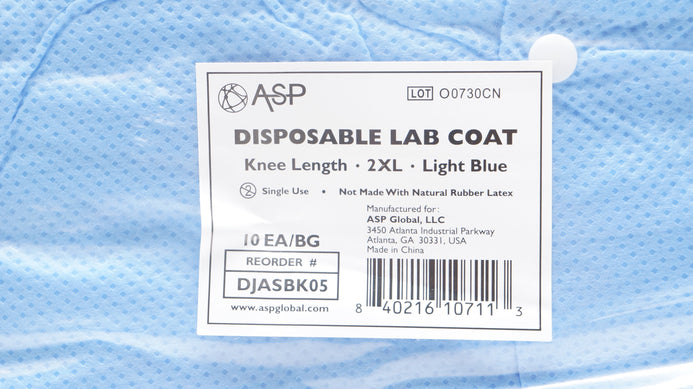 ASP
LOT O0730CN
DISPOSABLE LAB COAT
Knee Length · 2XL · Light Blue
2 Single Use • Not Made With Natural Rubber Latex
Manufactured for:
ASP Global, LLC
3450 Atlanta Industrial Parkway
Atlanta, GA 30331, USA
Made in China
10 EA/BG
REORDER #
DJASBK05
www.aspglobal.com
8 40216 10711 3